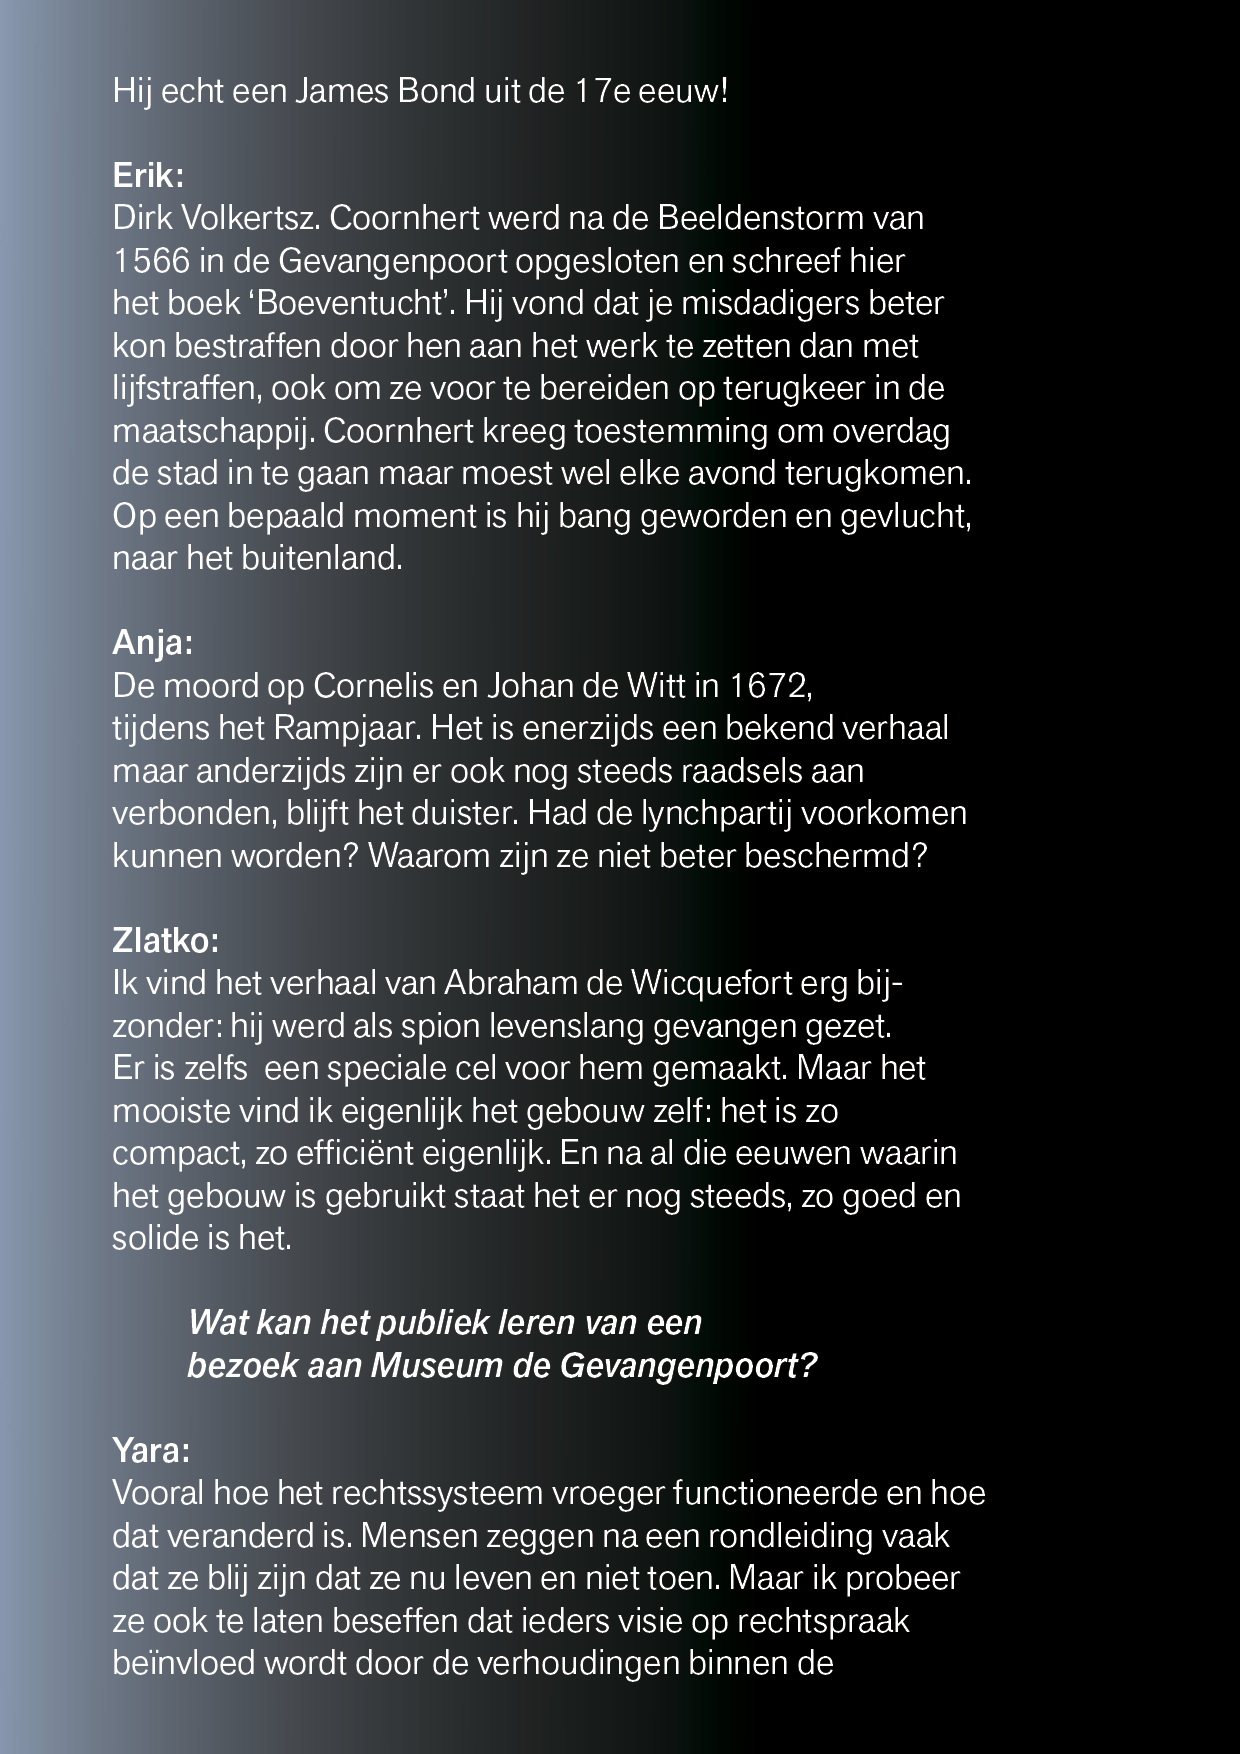 Hij echt een James Bond uit de 17e eeuw!
Erik:
Dirk Volkertsz. Coornhert werd na de Beeldenstorm van
1566 in de Gevangenpoort opgesloten en schreef hier
het boek ‘Boeventucht’. Hij vond dat je misdadigers beter
kon bestraffen door hen aan het werk te zetten dan met
lijfstraffen, ook om ze voor te bereiden op terugkeer in de
maatschappij. Coornhert kreeg toestemming om overdag
de stad in te gaan maar moest wel elke avond terugkomen.
Op een bepaald moment is hij bang geworden en gevlucht,
naar het buitenland.
Anja:
De moord op Cornelis en Johan de Witt in 1672,
tijdens het Rampjaar. Het is enerzijds een bekend verhaal
maar anderzijds zijn er ook nog steeds raadsels aan
verbonden, blijft het duister. Had de lynchpartij voorkomen
kunnen worden? Waarom zijn ze niet beter beschermd?
Zlatko:
Ik vind het verhaal van Abraham de Wicquefort erg bij-
zonder: hij werd als spion levenslang gevangen gezet.
Er is zelfs  een speciale cel voor hem gemaakt. Maar het
mooiste vind ik eigenlijk het gebouw zelf: het is zo
compact, zo efficiënt eigenlijk. En na al die eeuwen waarin
het gebouw is gebruikt staat het er nog steeds, zo goed en
solide is het.
Wat kan het publiek leren van een
bezoek aan Museum de Gevangenpoort?
Yara:
Vooral hoe het rechtssysteem vroeger functioneerde en hoe
dat veranderd is. Mensen zeggen na een rondleiding vaak
dat ze blij zijn dat ze nu leven en niet toen. Maar ik probeer
ze ook te laten beseffen dat ieders visie op rechtspraak
beïnvloed wordt door de verhoudingen binnen de